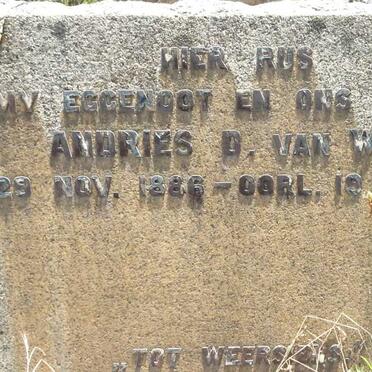 HIER RUS
MY EGGENOOT EN ONS
ANDRIES D. VAN W
29 NOV. 1886 – OORL. 19
„TOT WEERSIENS